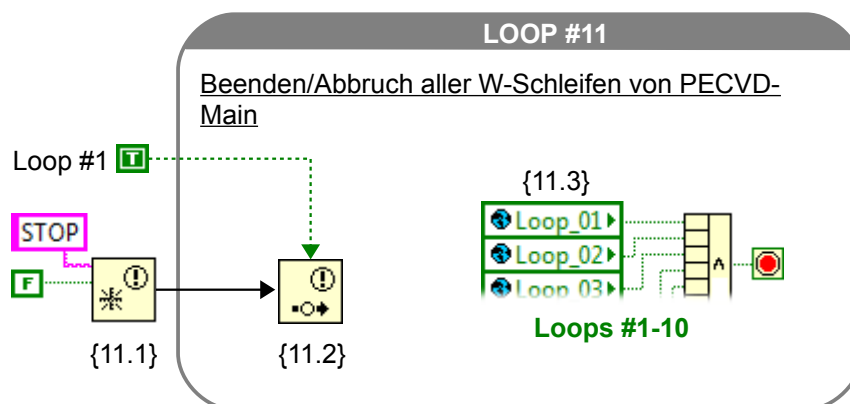 LOOP #11
Beenden/Abbruch aller W-Schleifen von PECVD-
Main
Loop #1 T
{11.3}
STOP
Loop_01
Loop_02
F
Loop_03
Loops #1-10
{11.1}
{11.2}